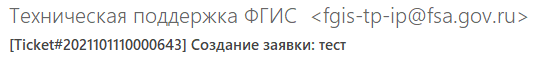 Техническая поддержка ФГИС <fgis-tp-ip@fsa.gov.ru>
[Ticket#2021101110000643] Создание заявки: тест